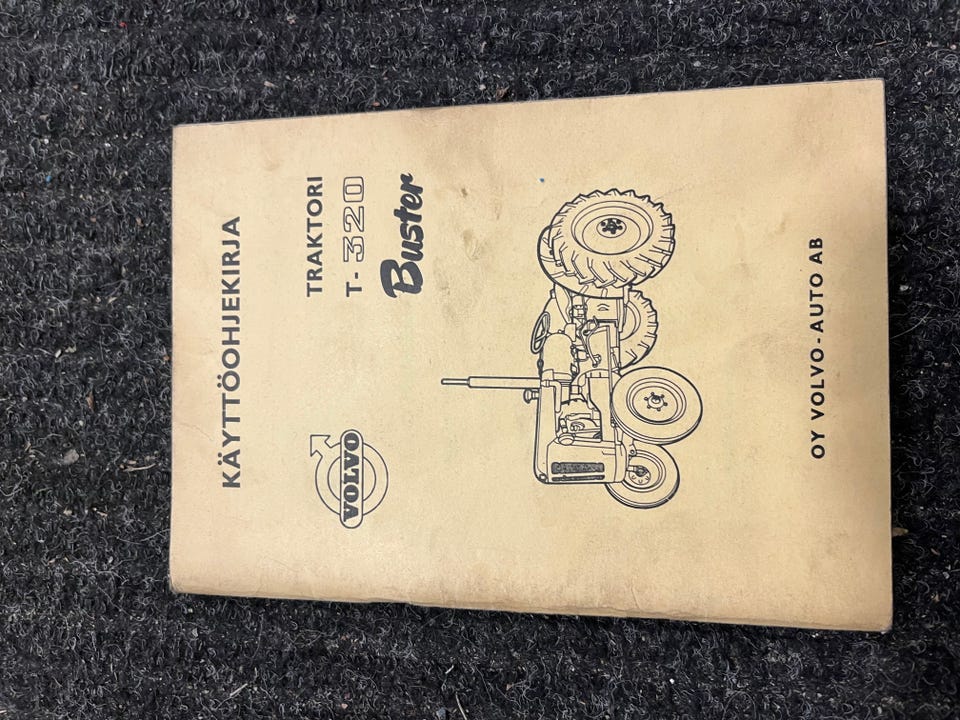 KÄYTTÖOHJEKIRJA
VOLVO
TRAKTORI
T-320
Buster
OY VOLVO-AUTO AB